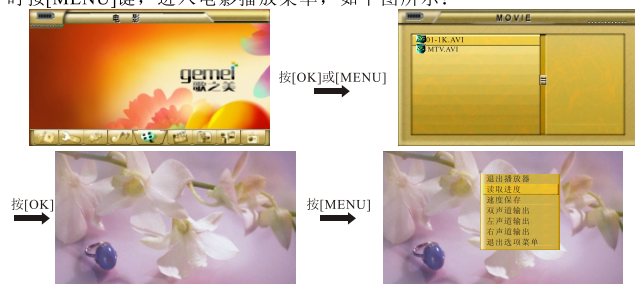 时按[MENU]键，进入电影播放菜单，如下图所示：
电 影
gemei
歌之美
按[OK]或[MENU]
MOVIE
01-1K.AVI
MTV.AVI
按[OK]
按[MENU]
退出播放器
读取进度
速度保存
双声道输出
左声道输出
右声道输出
退出选项菜单